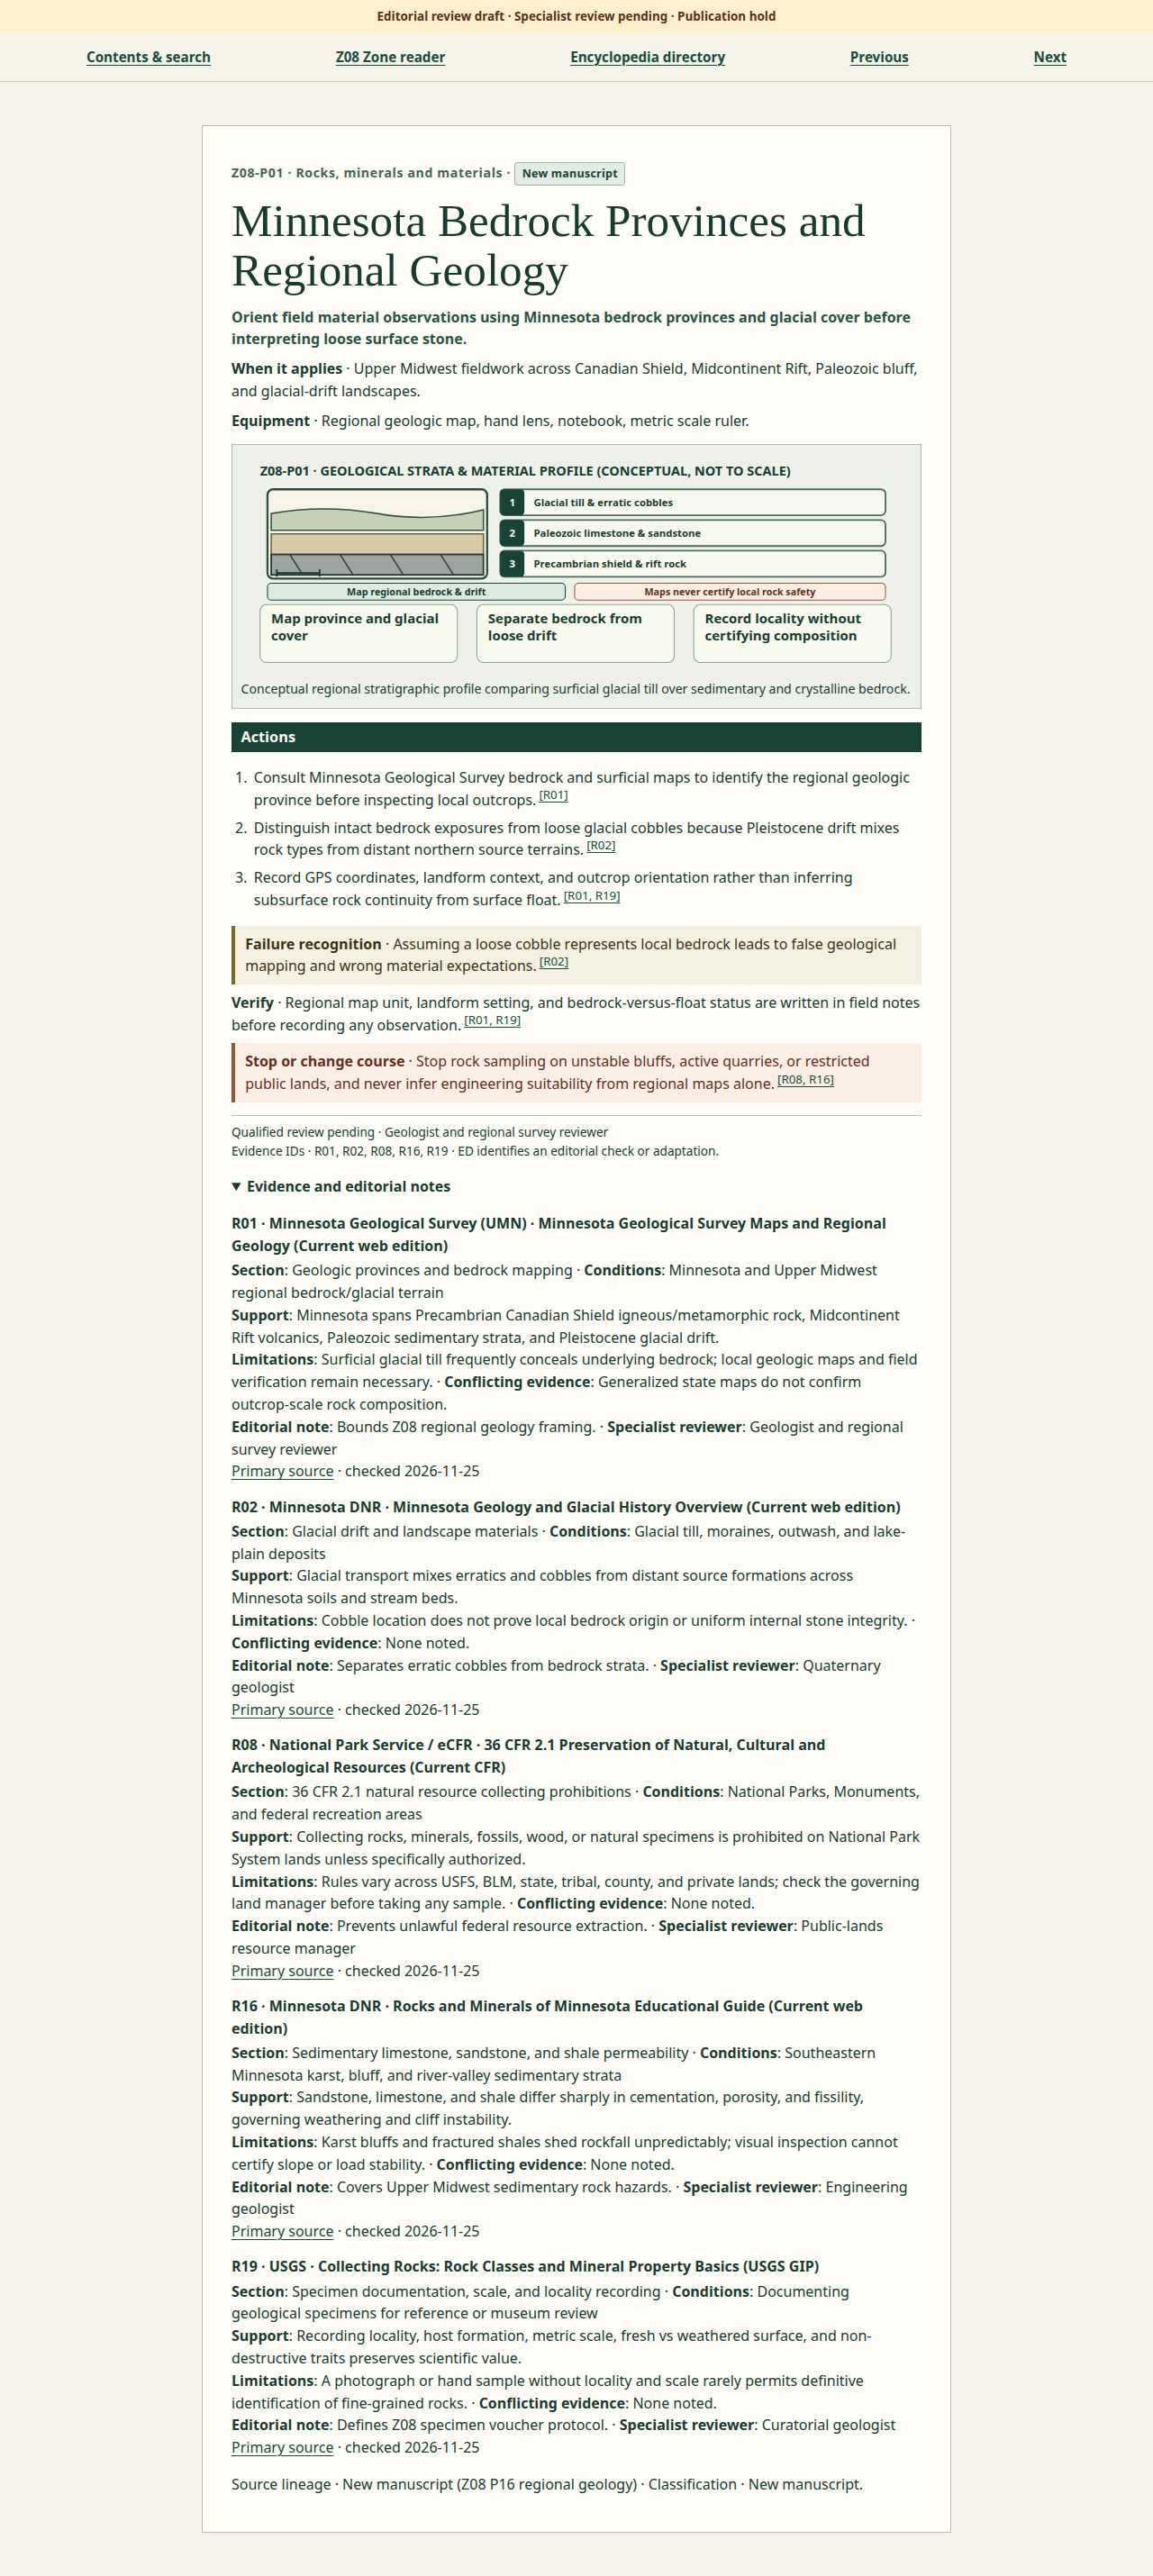 Editorial review draft · Specialist review pending · Publication hold
Contents & search
Z08 Zone reader
Encyclopedia directory
Previous
Next
Z08-P01 · Rocks, minerals and materials · New manuscript
Minnesota Bedrock Provinces and
Regional Geology
Orient field material observations using Minnesota bedrock provinces and glacial cover before
interpreting loose surface stone.
When it applies · Upper Midwest fieldwork across Canadian Shield, Midcontinent Rift, Paleozoic bluff,
and glacial-drift landscapes.
Equipment · Regional geologic map, hand lens, notebook, metric scale ruler.
Z08-P01 · GEOLOGICAL STRATA & MATERIAL PROFILE (CONCEPTUAL, NOT TO SCALE)
1 Glacial till & erratic cobbles
2 Paleozoic limestone & sandstone
3 Precambrian shield & rift rock
Map regional bedrock & drift
Maps never certify local rock safety
Map province and glacial
cover
Separate bedrock from
loose drift
Record locality without
certifying composition
Conceptual regional stratigraphic profile comparing surficial glacial till over sedimentary and crystalline bedrock.
Actions
1. Consult Minnesota Geological Survey bedrock and surficial maps to identify the regional geologic
province before inspecting local outcrops. [R01]
2. Distinguish intact bedrock exposures from loose glacial cobbles because Pleistocene drift mixes
rock types from distant northern source terrains. [R02]
3. Record GPS coordinates, landform context, and outcrop orientation rather than inferring
subsurface rock continuity from surface float. [R01, R19]
Failure recognition · Assuming a loose cobble represents local bedrock leads to false geological
mapping and wrong material expectations. [R02]
Verify · Regional map unit, landform setting, and bedrock-versus-float status are written in field notes
before recording any observation. [R01, R19]
Stop or change course · Stop rock sampling on unstable bluffs, active quarries, or restricted
public lands, and never infer engineering suitability from regional maps alone. [R08, R16]
Qualified review pending · Geologist and regional survey reviewer
Evidence IDs · R01, R02, R08, R16, R19 · ED identifies an editorial check or adaptation.
▼ Evidence and editorial notes
R01 · Minnesota Geological Survey (UMN) · Minnesota Geological Survey Maps and Regional
Geology (Current web edition)
Section: Geologic provinces and bedrock mapping · Conditions: Minnesota and Upper Midwest
regional bedrock/glacial terrain
Support: Minnesota spans Precambrian Canadian Shield igneous/metamorphic rock, Midcontinent
Rift volcanics, Paleozoic sedimentary strata, and Pleistocene glacial drift.
Limitations: Surficial glacial till frequently conceals underlying bedrock; local geologic maps and field
verification remain necessary. · Conflicting evidence: Generalized state maps do not confirm
outcrop-scale rock composition.
Editorial note: Bounds Z08 regional geology framing. · Specialist reviewer: Geologist and regional
survey reviewer
Primary source · checked 2026-11-25
R02 · Minnesota DNR · Minnesota Geology and Glacial History Overview (Current web edition)
Section: Glacial drift and landscape materials · Conditions: Glacial till, moraines, outwash, and lake-
plain deposits
Support: Glacial transport mixes erratics and cobbles from distant source formations across
Minnesota soils and stream beds.
Limitations: Cobble location does not prove local bedrock origin or uniform internal stone integrity. ·
Conflicting evidence: None noted.
Editorial note: Separates erratic cobbles from bedrock strata. · Specialist reviewer: Quaternary
geologist
Primary source · checked 2026-11-25
R08 · National Park Service / eCFR · 36 CFR 2.1 Preservation of Natural, Cultural and
Archeological Resources (Current CFR)
Section: 36 CFR 2.1 natural resource collecting prohibitions · Conditions: National Parks, Monuments,
and federal recreation areas
Support: Collecting rocks, minerals, fossils, wood, or natural specimens is prohibited on National Park
System lands unless specifically authorized.
Limitations: Rules vary across USFS, BLM, state, tribal, county, and private lands; check the governing
land manager before taking any sample. · Conflicting evidence: None noted.
Editorial note: Prevents unlawful federal resource extraction. · Specialist reviewer: Public-lands
resource manager
Primary source · checked 2026-11-25
R16 · Minnesota DNR · Rocks and Minerals of Minnesota Educational Guide (Current web
edition)
Section: Sedimentary limestone, sandstone, and shale permeability · Conditions: Southeastern
Minnesota karst, bluff, and river-valley sedimentary strata
Support: Sandstone, limestone, and shale differ sharply in cementation, porosity, and fissility,
governing weathering and cliff instability.
Limitations: Karst bluffs and fractured shales shed rockfall unpredictably; visual inspection cannot
certify slope or load stability. · Conflicting evidence: None noted.
Editorial note: Covers Upper Midwest sedimentary rock hazards. · Specialist reviewer: Engineering
geologist
Primary source · checked 2026-11-25
R19 · USGS · Collecting Rocks: Rock Classes and Mineral Property Basics (USGS GIP)
Section: Specimen documentation, scale, and locality recording · Conditions: Documenting
geological specimens for reference or museum review
Support: Recording locality, host formation, metric scale, fresh vs weathered surface, and non-
destructive traits preserves scientific value.
Limitations: A photograph or hand sample without locality and scale rarely permits definitive
identification of fine-grained rocks. · Conflicting evidence: None noted.
Editorial note: Defines Z08 specimen voucher protocol. · Specialist reviewer: Curatorial geologist
Primary source · checked 2026-11-25
Source lineage · New manuscript (Z08 P16 regional geology) · Classification · New manuscript.